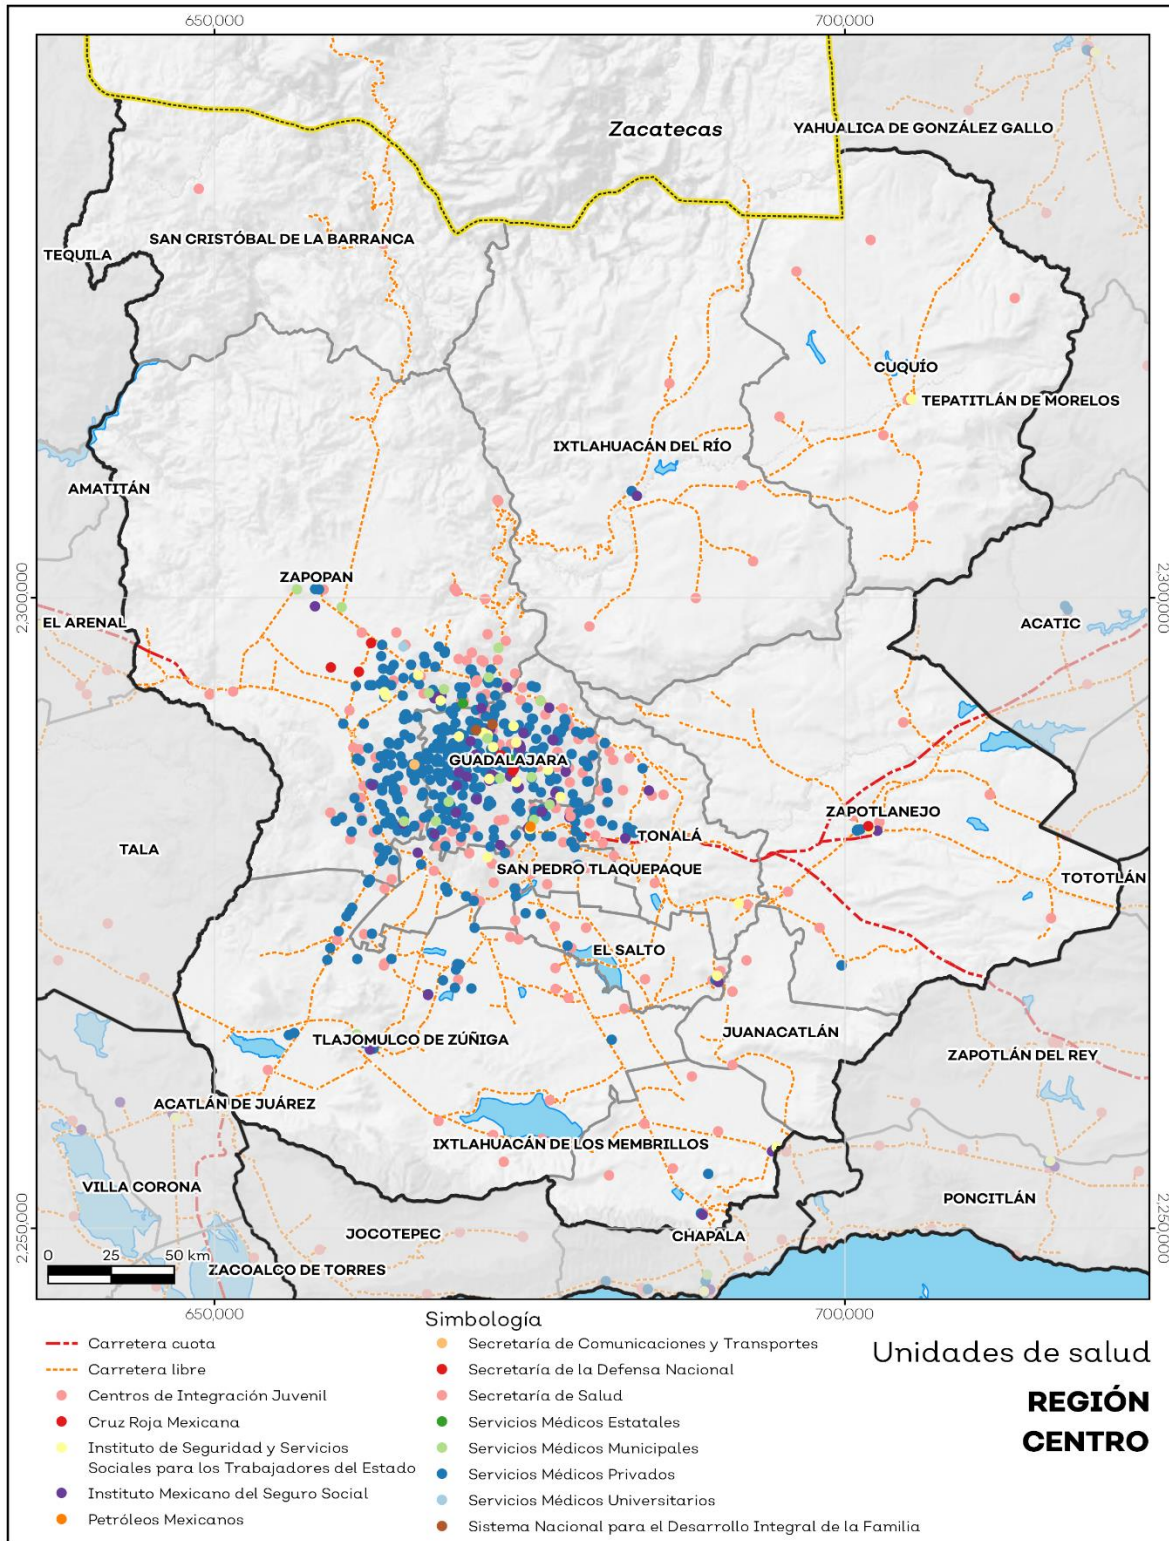 650,000
700,000
Zacatecas
YAHUALICA DE GONZÁLEZ GALLO
SAN CRISTÓBAL DE LA BARRANCA
TEQUILA
CUQUÍO
TEPATITLÁN DE MORELOS
IXTLAHUACÁN DEL RÍO
AMATITÁN
ZAPOPAN
2,300,000
2,300,000
EL ARENAL
ACATIC
GUADALAJARA
ZAPOTLANEJO
TONALÁ
TALA
SAN PEDRO TLAQUEPAQUE
TOTOTLÁN
EL SALTO
TLAJOMULCO DE ZÚÑIGA
JUANACATLÁN
ZAPOTLÁN DEL REY
ACATLÁN DE JUÁREZ
IXTLAHUACÁN DE LOS MEMBRILLOS
VILLA CORONA
PONCITLÁN
2,250,000
2,250,000
JOCOTEPEC
CHAPALA
0 25 50 km
ZACOALCO DE TORRES
650,000
700,000
Simbología
Carretera cuota
Carretera libre
Centros de Integración Juvenil
Cruz Roja Mexicana
Instituto de Seguridad y Servicios
Sociales para los Trabajadores del Estado
Instituto Mexicano del Seguro Social
Petróleos Mexicanos
Secretaría de Comunicaciones y Transportes
Secretaría de la Defensa Nacional
Secretaría de Salud
Servicios Médicos Estatales
Servicios Médicos Municipales
Servicios Médicos Privados
Servicios Médicos Universitarios
Sistema Nacional para el Desarrollo Integral de la Familia
Unidades de salud
REGIÓN
CENTRO